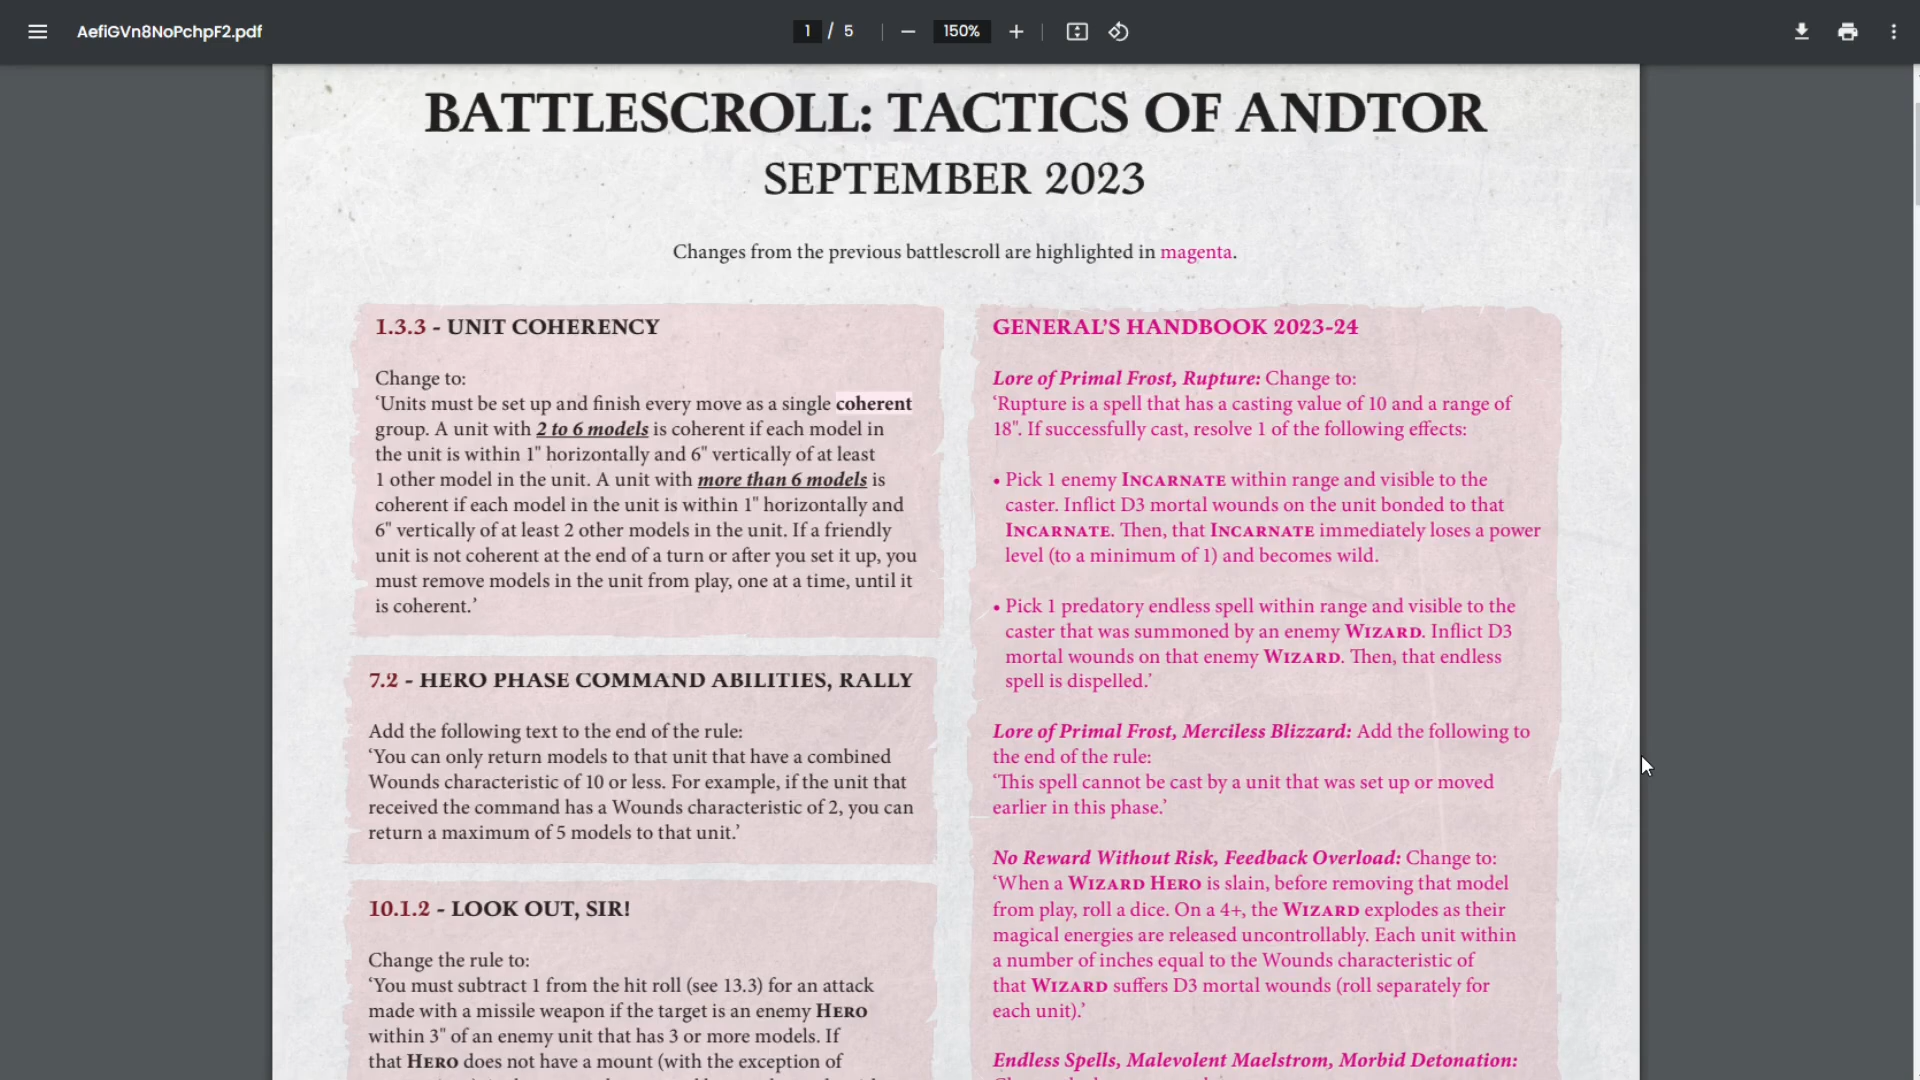 AefiGVn8NoPchpF2.pdf
1 / 5
150%
BATTLESCROLL: TACTICS OF ANDTOR
SEPTEMBER 2023
Changes from the previous battlescroll are highlighted in magenta.
1.3.3 - UNIT COHERENCY
Change to:
‘Units must be set up and finish every move as a single coherent
group. A unit with 2 to 6 models is coherent if each model in
the unit is within 1" horizontally and 6" vertically of at least
1 other model in the unit. A unit with more than 6 models is
coherent if each model in the unit is within 1" horizontally and
6" vertically of at least 2 other models in the unit. If a friendly
unit is not coherent at the end of a turn or after you set it up, you
must remove models in the unit from play, one at a time, until it
is coherent.’
7.2 - HERO PHASE COMMAND ABILITIES, RALLY
Add the following text to the end of the rule:
‘You can only return models to that unit that have a combined
Wounds characteristic of 10 or less. For example, if the unit that
received the command has a Wounds characteristic of 2, you can
return a maximum of 5 models to that unit.’
10.1.2 - LOOK OUT, SIR!
Change the rule to:
‘You must subtract 1 from the hit roll (see 13.3) for an attack
made with a missile weapon if the target is an enemy HERO
within 3" of an enemy unit that has 3 or more models. If
that HERO does not have a mount (with the exception of
GENERAL’S HANDBOOK 2023-24
Lore of Primal Frost, Rupture: Change to:
‘Rupture is a spell that has a casting value of 10 and a range of
18". If successfully cast, resolve 1 of the following effects:
• Pick 1 enemy INCARNATE within range and visible to the
caster. Inflict D3 mortal wounds on the unit bonded to that
INCARNATE. Then, that INCARNATE immediately loses a power
level (to a minimum of 1) and becomes wild.
• Pick 1 predatory endless spell within range and visible to the
caster that was summoned by an enemy WIZARD. Inflict D3
mortal wounds on that enemy WIZARD. Then, that endless
spell is dispelled.’
Lore of Primal Frost, Merciless Blizzard: Add the following to
the end of the rule:
‘This spell cannot be cast by a unit that was set up or moved
earlier in this phase.’
No Reward Without Risk, Feedback Overload: Change to:
‘When a WIZARD HERO is slain, before removing that model
from play, roll a dice. On a 4+, the WIZARD explodes as their
magical energies are released uncontrollably. Each unit within
a number of inches equal to the Wounds characteristic of
that WIZARD suffers D3 mortal wounds (roll separately for
each unit).’
Endless Spells, Malevolent Maelstrom, Morbid Detonation: